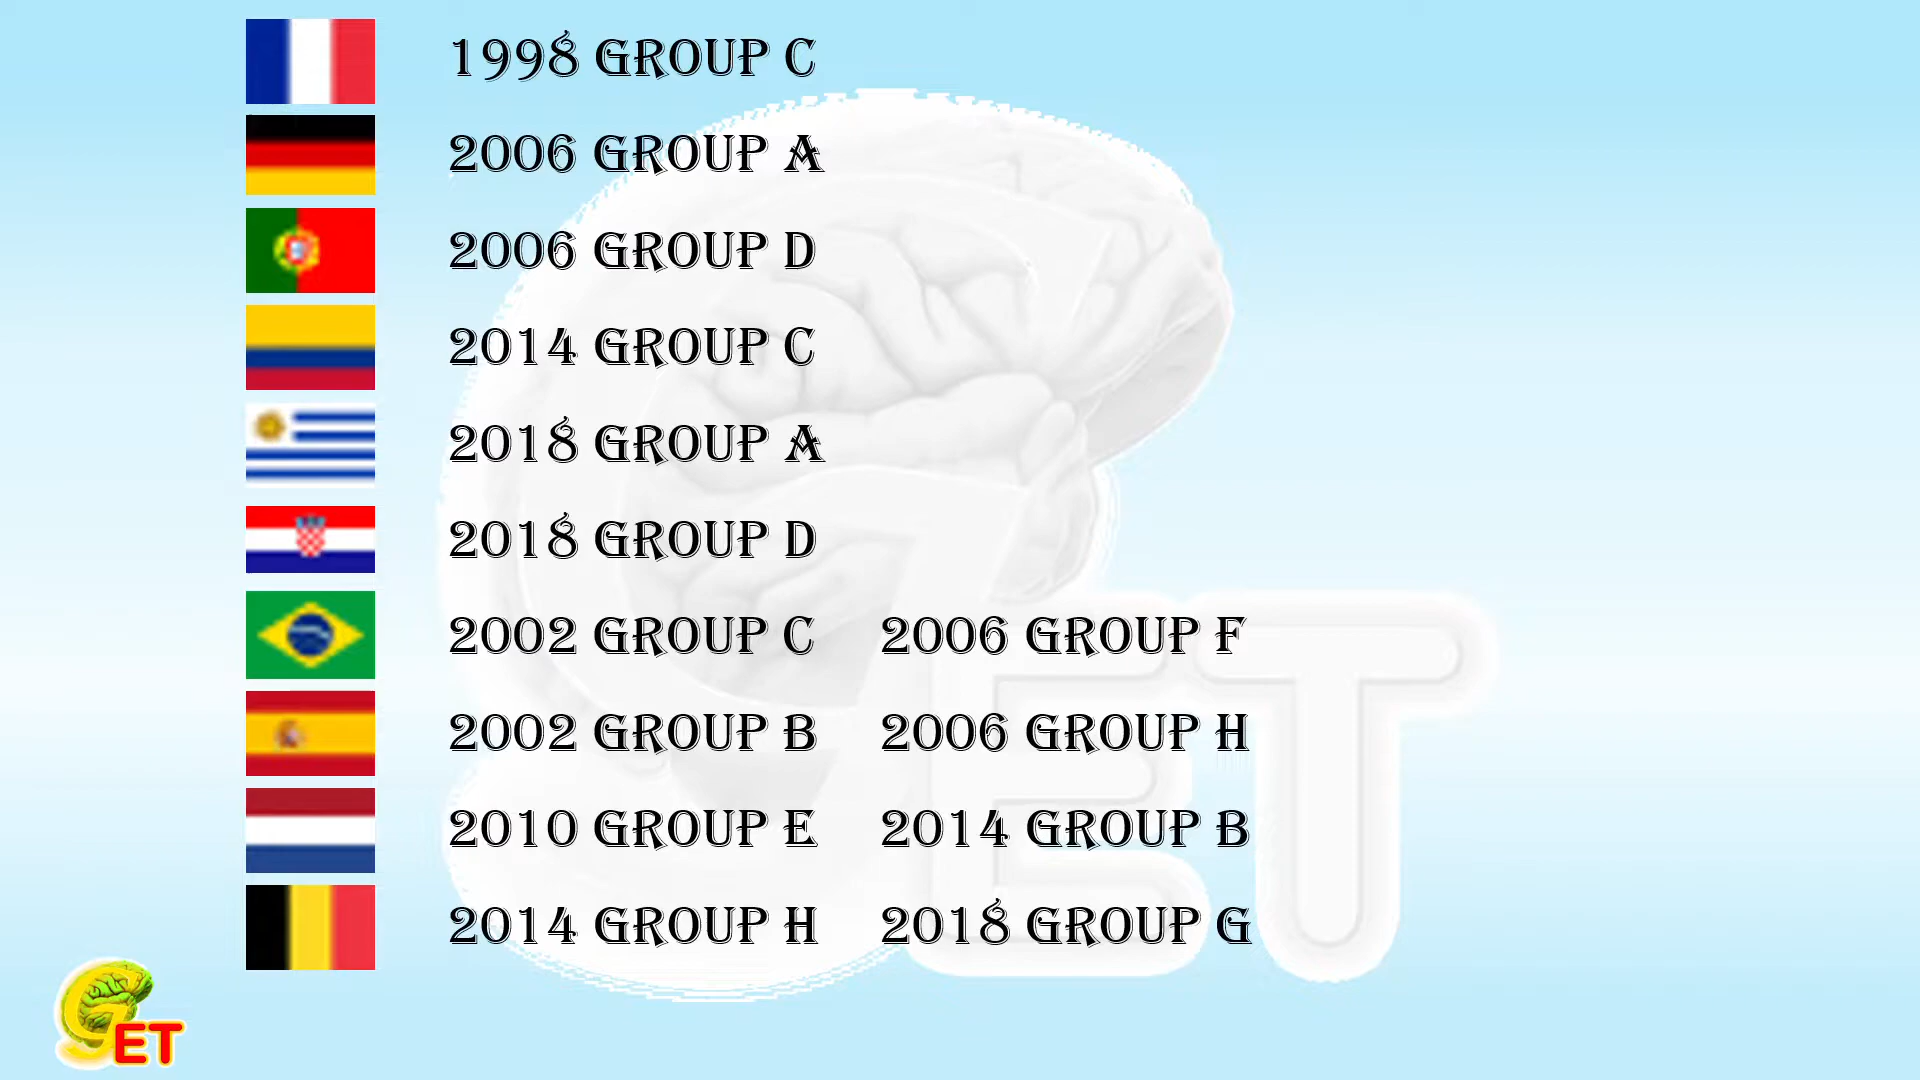 1998 GROUP C
2006 GROUP A
2006 GROUP D
2014 GROUP C
2018 GROUP A
2018 GROUP D
2002 GROUP C 2006 GROUP F
2002 GROUP B 2006 GROUP H
2010 GROUP E 2014 GROUP B
2014 GROUP H 2018 GROUP G
GET